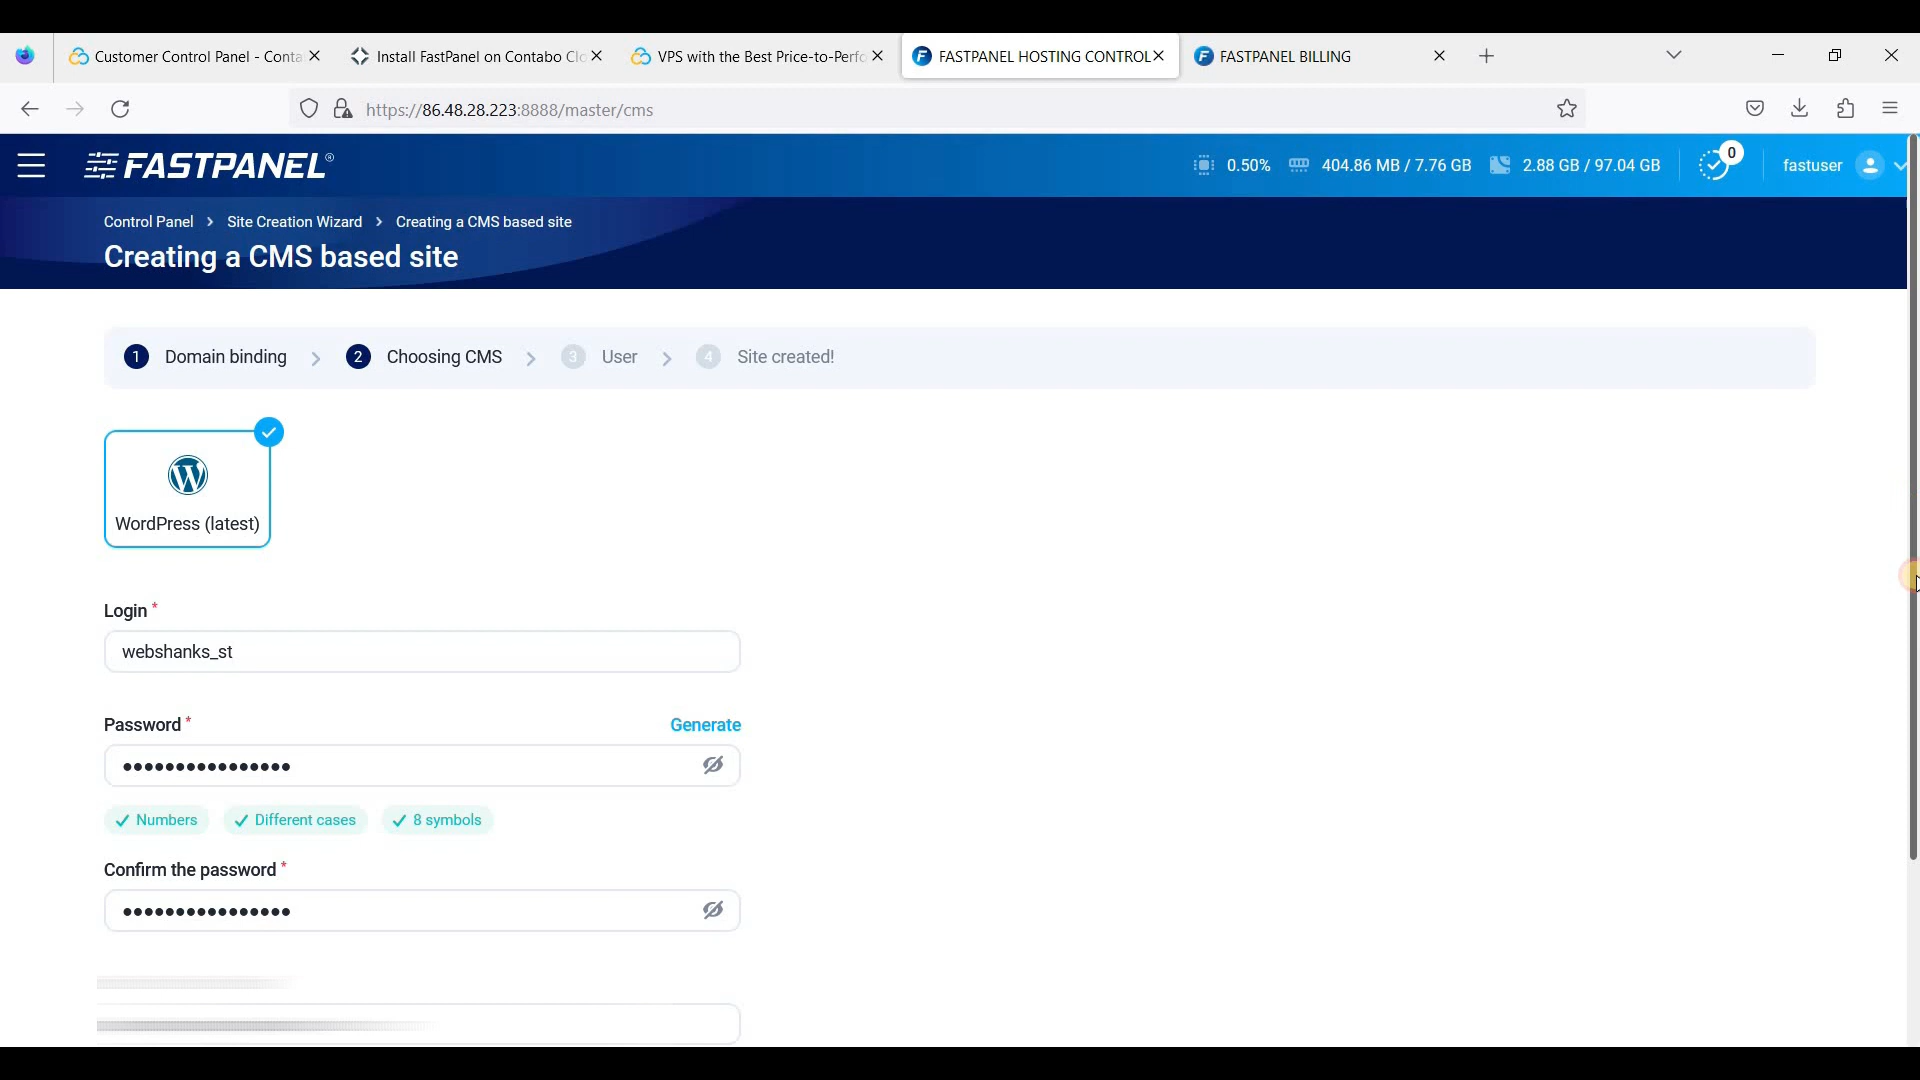 Customer Control Panel - Conta
Install FastPanel on Contabo Clo
VPS with the Best Price-to-Perfo
FASTPANEL HOSTING CONTROL
FASTPANEL BILLING
https://86.48.28.223:8888/master/cms
FASTPANEL®
0.50%
404.86 MB / 7.76 GB
2.88 GB / 97.04 GB
0
fastuser
Control Panel > Site Creation Wizard > Creating a CMS based site
Creating a CMS based site
1 Domain binding > 2 Choosing CMS > 3 User > 4 Site created!
WordPress (latest)
Login *
webshanks_st
Password *
Generate
••••••••••••••••
Numbers
Different cases
8 symbols
Confirm the password *
••••••••••••••••